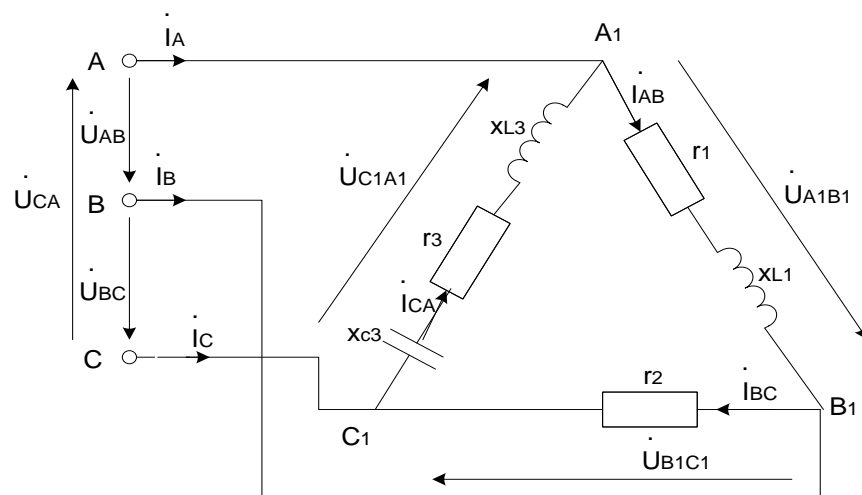 İA
A1
A
İAB
xL3
r1
U̇AB
U̇C1A1
İB
U̇A1B1
U̇CA
B
r3
xL1
U̇BC
İCA
xc3
C
İC
r2
İBC
B1
C1
U̇B1C1